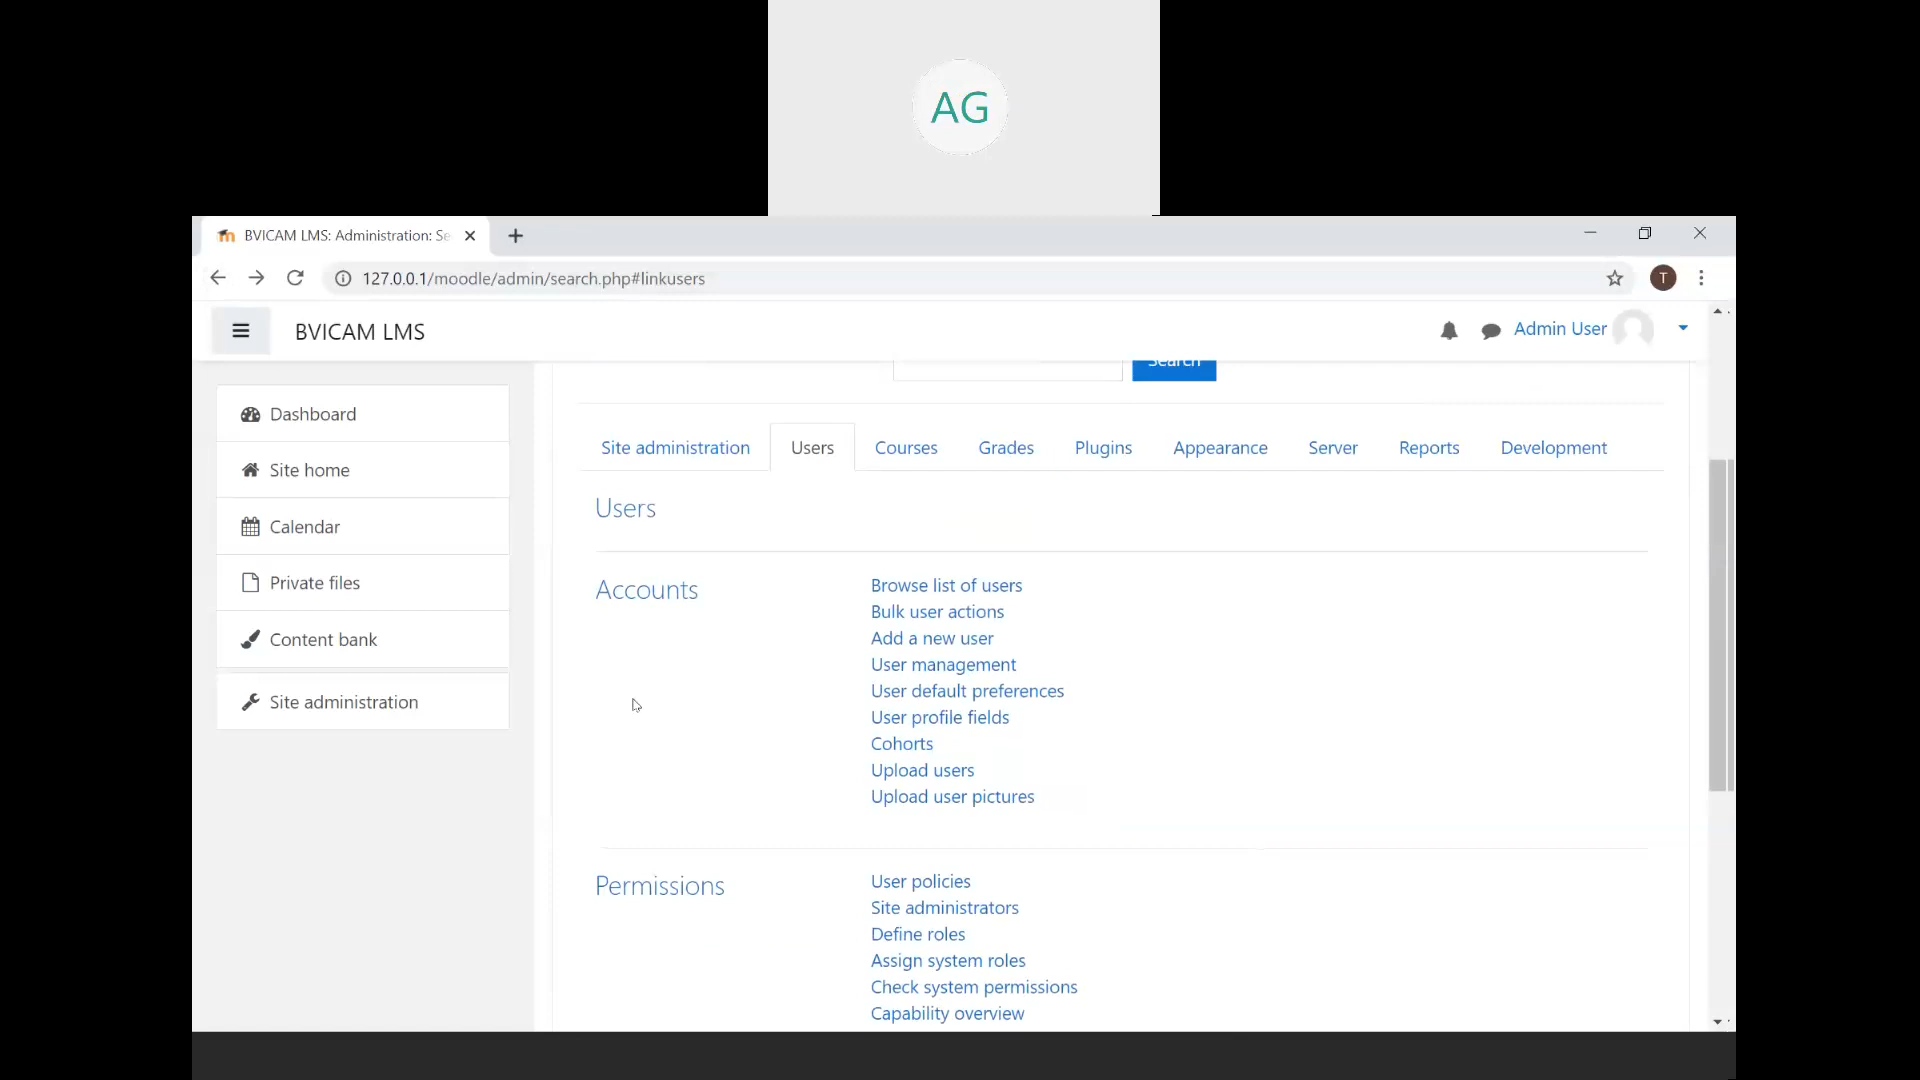 AG
BVICAM LMS: Administration: Se
127.0.0.1/moodle/admin/search.php#linkusers
T
BVICAM LMS
Admin User
Search
Dashboard
Site home
Calendar
Private files
Content bank
Site administration
Site administration Users Courses Grades Plugins Appearance Server Reports Development
Users
Accounts
Browse list of users
Bulk user actions
Add a new user
User management
User default preferences
User profile fields
Cohorts
Upload users
Upload user pictures
Permissions
User policies
Site administrators
Define roles
Assign system roles
Check system permissions
Capability overview